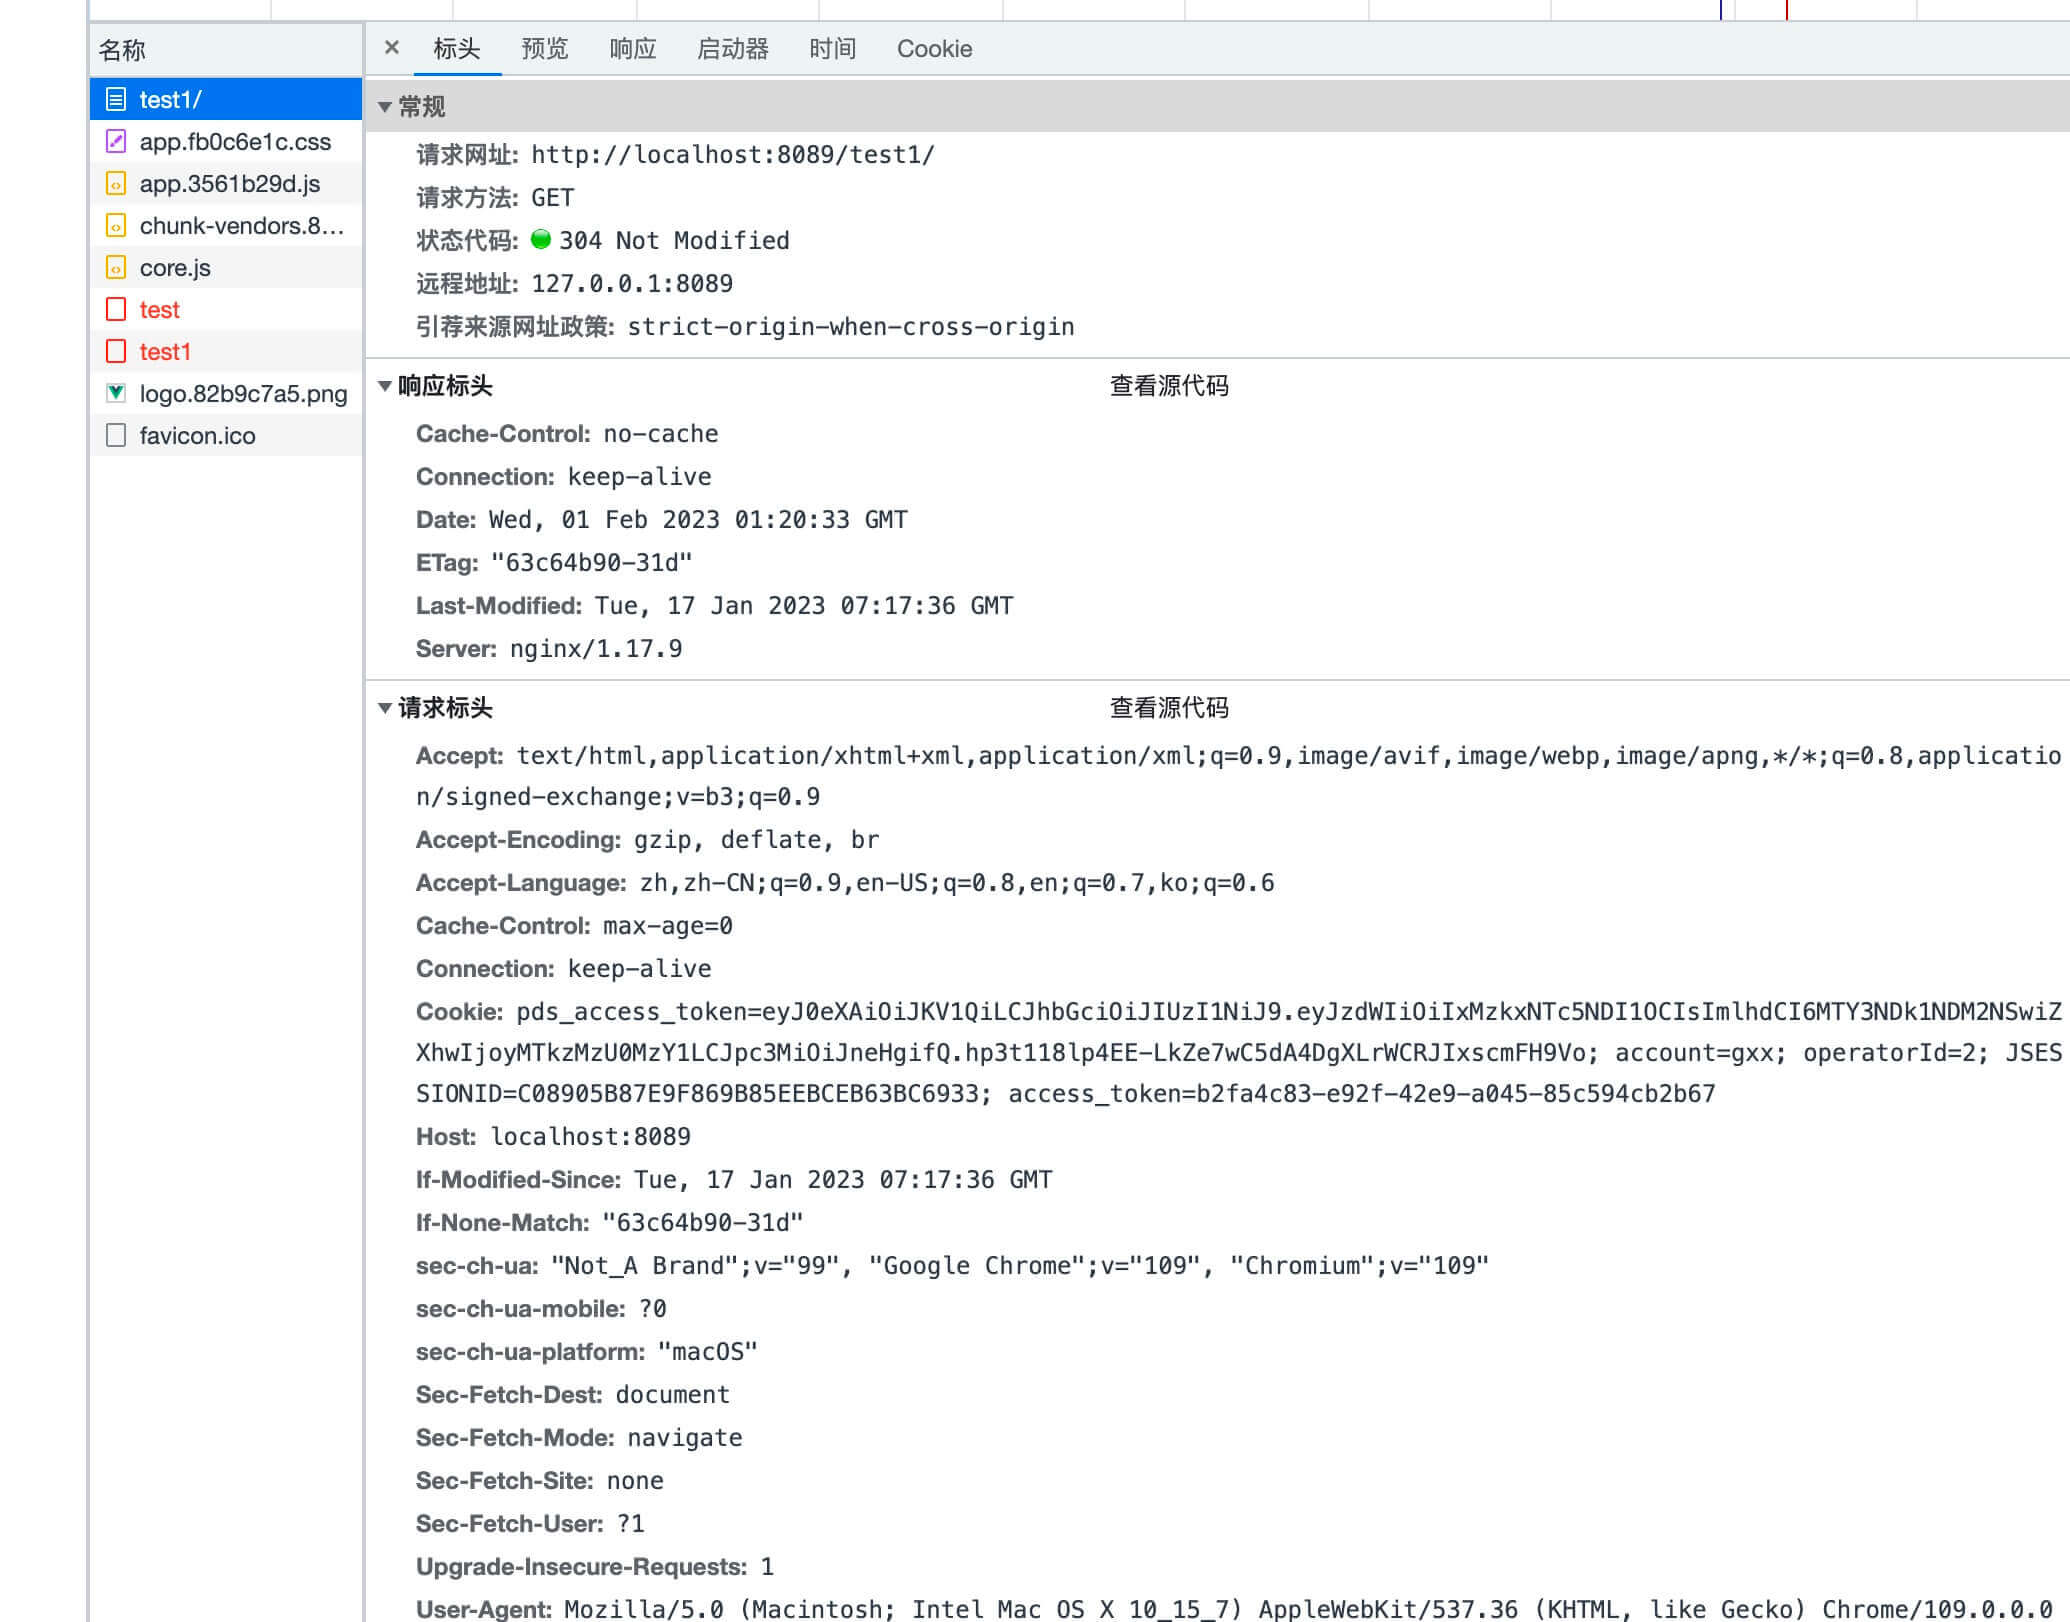 名称
test1/
app.fb0c6e1c.css
app.3561b29d.js
chunk-vendors.8…
core.js
test
test1
logo.82b9c7a5.png
favicon.ico
× 标头 预览 响应 启动器 时间 Cookie
常规
请求网址: http://localhost:8089/test1/
请求方法: GET
状态代码: 304 Not Modified
远程地址: 127.0.0.1:8089
引荐来源网址政策: strict-origin-when-cross-origin
响应标头 查看源代码
Cache-Control: no-cache
Connection: keep-alive
Date: Wed, 01 Feb 2023 01:20:33 GMT
ETag: "63c64b90-31d"
Last-Modified: Tue, 17 Jan 2023 07:17:36 GMT
Server: nginx/1.17.9
请求标头 查看源代码
Accept: text/html,application/xhtml+xml,application/xml;q=0.9,image/avif,image/webp,image/apng,*/*;q=0.8,applicatio
n/signed-exchange;v=b3;q=0.9
Accept-Encoding: gzip, deflate, br
Accept-Language: zh,zh-CN;q=0.9,en-US;q=0.8,en;q=0.7,ko;q=0.6
Cache-Control: max-age=0
Connection: keep-alive
Cookie: pds_access_token=eyJ0eXAiOiJKV1QiLCJhbGciOiJIUzI1NiJ9.eyJzdWIiOiIxMzkxNTc5NDI1OCIsImlhdCI6MTY3NDk1NDM2NSwiZ
XhwIjoyMTkzMzU0MzY1LCJpc3MiOiJneHgifQ.hp3t118lp4EE-LkZe7wC5dA4DgXLrWCRJIxscmFH9Vo; account=gxx; operatorId=2; JSES
SIONID=C08905B87E9F869B85EEBCEB63BC6933; access_token=b2fa4c83-e92f-42e9-a045-85c594cb2b67
Host: localhost:8089
If-Modified-Since: Tue, 17 Jan 2023 07:17:36 GMT
If-None-Match: "63c64b90-31d"
sec-ch-ua: "Not_A Brand";v="99", "Google Chrome";v="109", "Chromium";v="109"
sec-ch-ua-mobile: ?0
sec-ch-ua-platform: "macOS"
Sec-Fetch-Dest: document
Sec-Fetch-Mode: navigate
Sec-Fetch-Site: none
Sec-Fetch-User: ?1
Upgrade-Insecure-Requests: 1
User-Agent: Mozilla/5.0 (Macintosh; Intel Mac OS X 10_15_7) AppleWebKit/537.36 (KHTML, like Gecko) Chrome/109.0.0.0